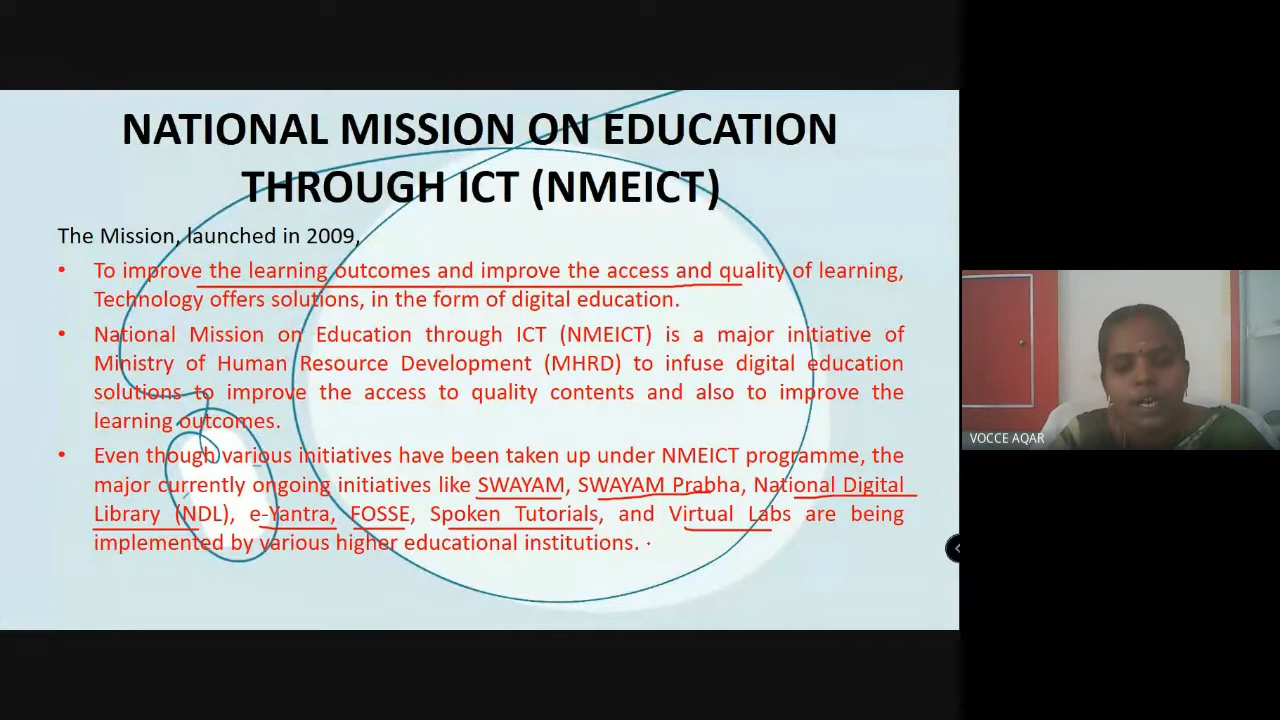 NATIONAL MISSION ON EDUCATION
THROUGH ICT (NMEICT)
The Mission, launched in 2009,
• To improve the learning outcomes and improve the access and quality of learning,
Technology offers solutions, in the form of digital education.
• National Mission on Education through ICT (NMEICT) is a major initiative of
Ministry of Human Resource Development (MHRD) to infuse digital education
solutions to improve the access to quality contents and also to improve the
learning outcomes.
• Even though various initiatives have been taken up under NMEICT programme, the
major currently ongoing initiatives like SWAYAM, SWAYAM Prabha, National Digital
Library (NDL), e-Yantra, FOSSE, Spoken Tutorials, and Virtual Labs are being
implemented by various higher educational institutions.
VOCCE AQAR